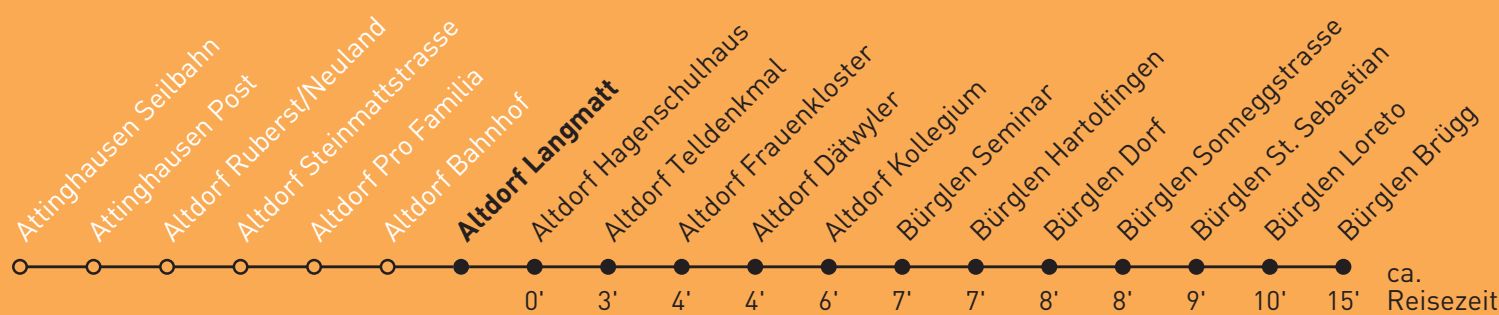 Attinghausen Seilbahn
Attinghausen Post
Altdorf Ruberst/Neuland
Altdorf Steinmattstrasse
Altdorf Pro Familia
Altdorf Bahnhof
Altdorf Langmatt
Altdorf Hagenschulhaus
Altdorf Telldenkmal
Altdorf Frauenkloster
Altdorf Dätwyler
Altdorf Kollegium
Bürglen Seminar
Bürglen Hartolfingen
Bürglen Dorf
Bürglen Sonneggstrasse
Bürglen St. Sebastian
Bürglen Loreto
Bürglen Brügg
0' 3' 4' 4' 6' 7' 7' 8' 8' 9' 10' 15'
ca.
Reisezeit